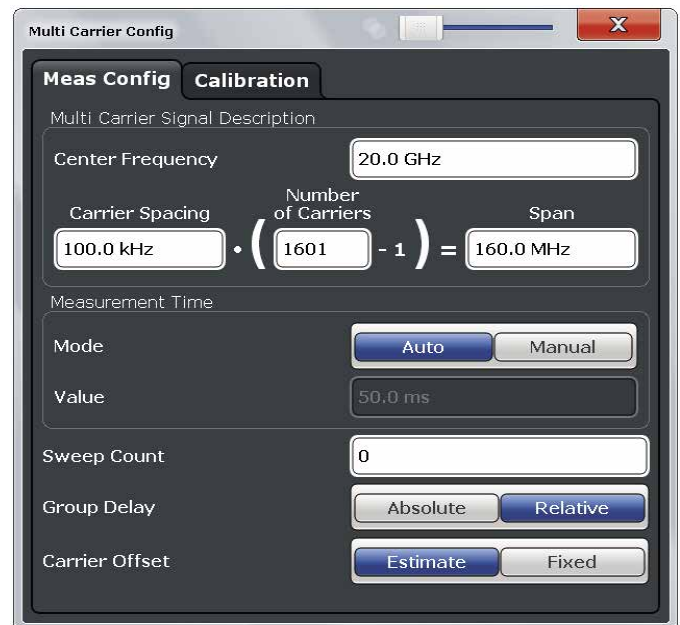 Multi Carrier Config
X
Meas Config Calibration
Multi Carrier Signal Description
Center Frequency 20.0 GHz
Number
Carrier Spacing of Carriers Span
100.0 kHz • ( 1601 - 1 ) = 160.0 MHz
Measurement Time
Mode Auto Manual
Value 50.0 ms
Sweep Count 0
Group Delay Absolute Relative
Carrier Offset Estimate Fixed